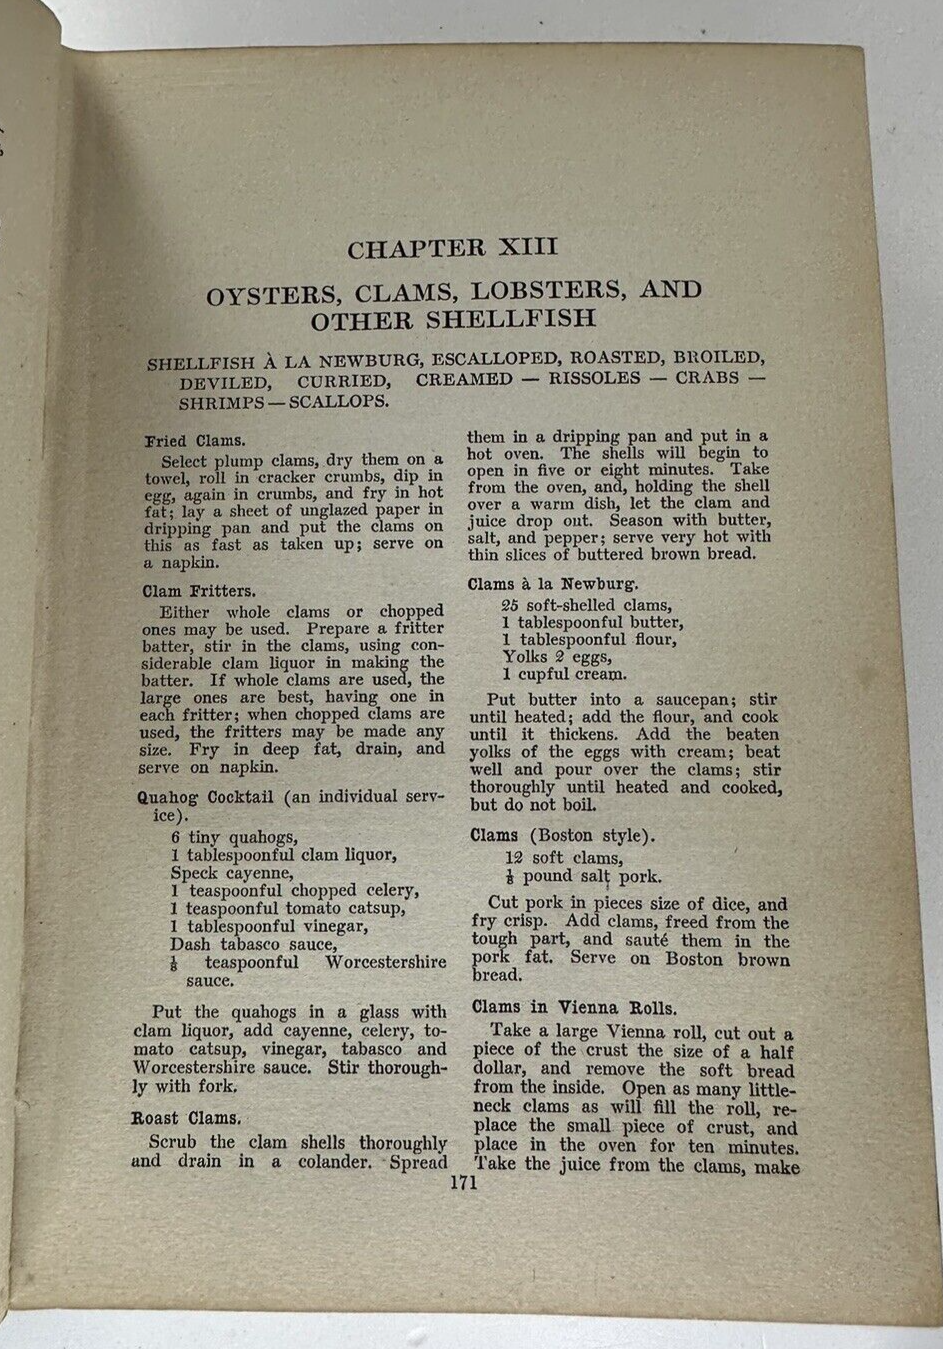 CHAPTER XIII
OYSTERS, CLAMS, LOBSTERS, AND
OTHER SHELLFISH
SHELLFISH À LA NEWBURG, ESCALLOPED, ROASTED, BROILED,
DEVILED, CURRIED, CREAMED — RISSOLES — CRABS —
SHRIMPS — SCALLOPS.
Fried Clams.
Select plump clams, dry them on a
towel, roll in cracker crumbs, dip in
egg, again in crumbs, and fry in hot
fat; lay a sheet of unglazed paper in
dripping pan and put the clams on
this as fast as taken up; serve on
a napkin.
Clam Fritters.
Either whole clams or chopped
ones may be used. Prepare a fritter
batter, stir in the clams, using con-
siderable clam liquor in making the
batter. If whole clams are used, the
large ones are best, having one in
each fritter; when chopped clams are
used, the fritters may be made any
size. Fry in deep fat, drain, and
serve on napkin.
Quahog Cocktail (an individual serv-
ice).
6 tiny quahogs,
1 tablespoonful clam liquor,
Speck cayenne,
1 teaspoonful chopped celery,
1 teaspoonful tomato catsup,
1 tablespoonful vinegar,
Dash tabasco sauce,
⅛ teaspoonful Worcestershire
sauce.
Put the quahogs in a glass with
clam liquor, add cayenne, celery, to-
mato catsup, vinegar, tabasco and
Worcestershire sauce. Stir thorough-
ly with fork.
Roast Clams.
Scrub the clam shells thoroughly
and drain in a colander. Spread
them in a dripping pan and put in a
hot oven. The shells will begin to
open in five or eight minutes. Take
from the oven, and, holding the shell
over a warm dish, let the clam and
juice drop out. Season with butter,
salt, and pepper; serve very hot with
thin slices of buttered brown bread.
Clams à la Newburg.
25 soft-shelled clams,
1 tablespoonful butter,
1 tablespoonful flour,
Yolks 2 eggs,
1 cupful cream.
Put butter into a saucepan; stir
until heated; add the flour, and cook
until it thickens. Add the beaten
yolks of the eggs with cream; beat
well and pour over the clams; stir
thoroughly until heated and cooked,
but do not boil.
Clams (Boston style).
12 soft clams,
⅛ pound salt pork.
Cut pork in pieces size of dice, and
fry crisp. Add clams, freed from the
tough part, and sauté them in the
pork fat. Serve on Boston brown
bread.
Clams in Vienna Rolls.
Take a large Vienna roll, cut out a
piece of the crust the size of a half
dollar, and remove the soft bread
from the inside. Open as many little-
neck clams as will fill the roll, re-
place the small piece of crust, and
place in the oven for ten minutes.
Take the juice from the clams, make
171